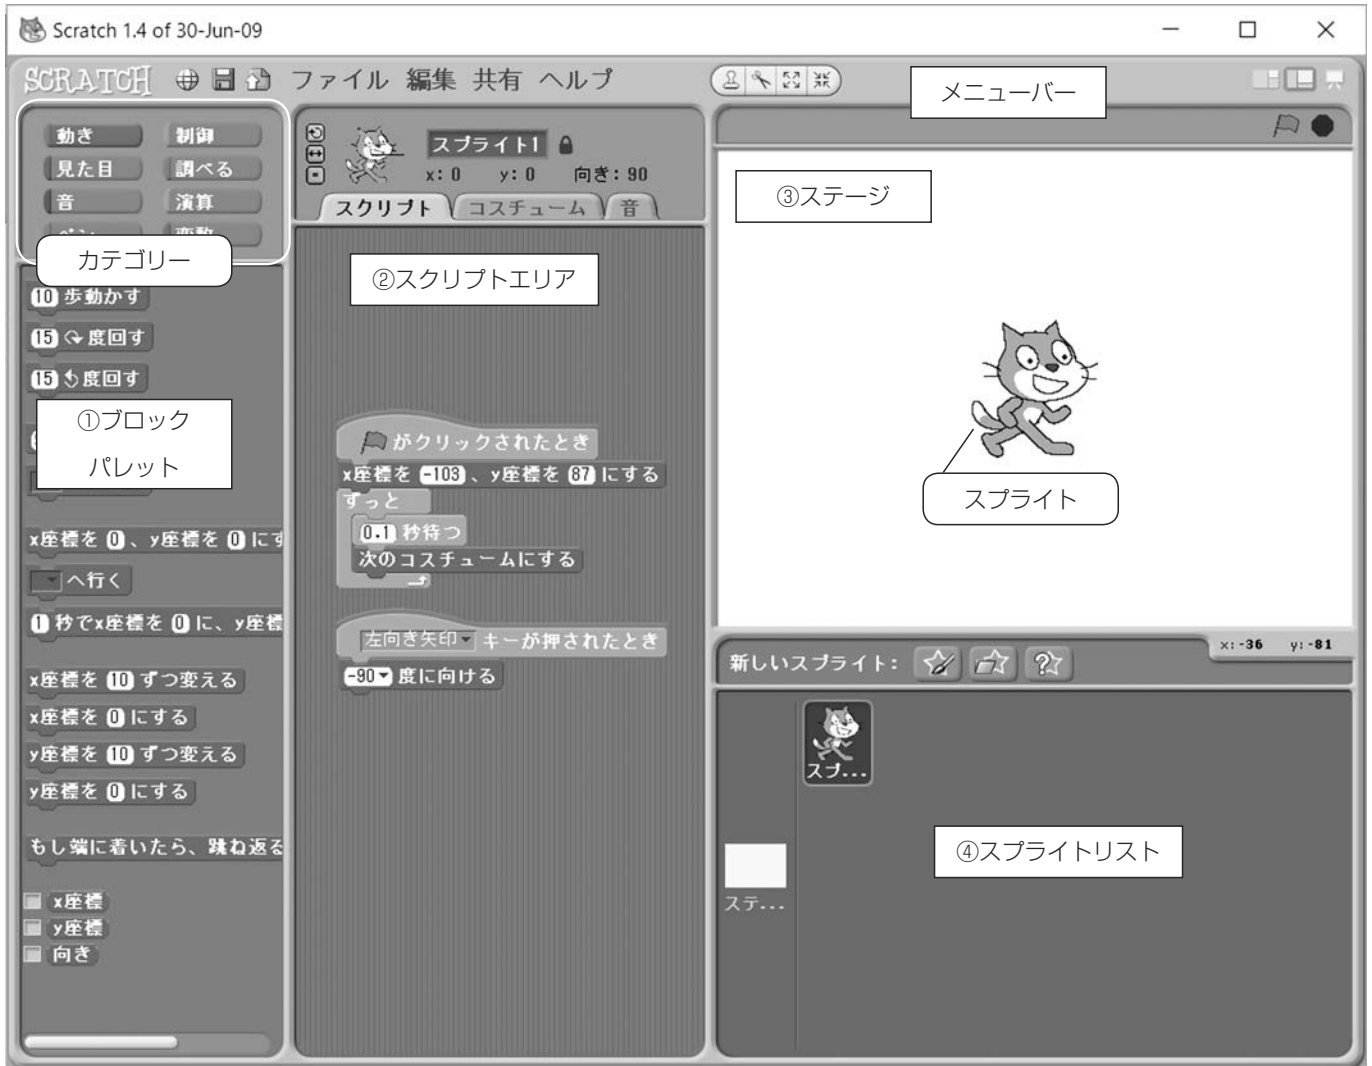 Scratch 1.4 of 30-Jun-09
SCRATCH ファイル 編集 共有 ヘルプ
メニューバー
動き 制御
見た目 調べる
音 演算
カテゴリー
スプライト1
x: 0 y: 0 向き: 90
スクリプト コスチューム 音
②スクリプトエリア
③ステージ
10 歩動かす
15 度回す
15 度回す
①ブロック
パレット
x座標を 0 、y座標を 0 にす
へ行く
1 秒でx座標を 0 に、y座標
x座標を 10 ずつ変える
x座標を 0 にする
y座標を 10 ずつ変える
y座標を 0 にする
もし端に着いたら、跳ね返る
x座標
y座標
向き
がクリックされたとき
x座標を -103 、y座標を 87 にする
ずっと
0.1 秒待つ
次のコスチュームにする
左向き矢印 キーが押されたとき
-90 度に向ける
スプライト
x: -36 y: -81
新しいスプライト:
スプ...
ステ...
④スプライトリスト